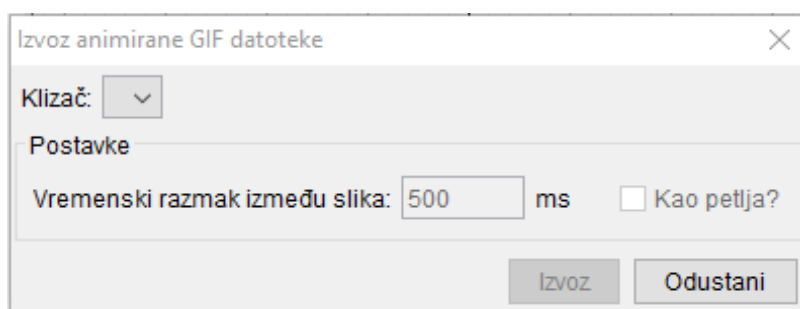 Izvoz animirane GIF datoteke
Klizač:
Postavke
Vremenski razmak između slika: 500 ms Kao petlja?
Izvoz Odustani